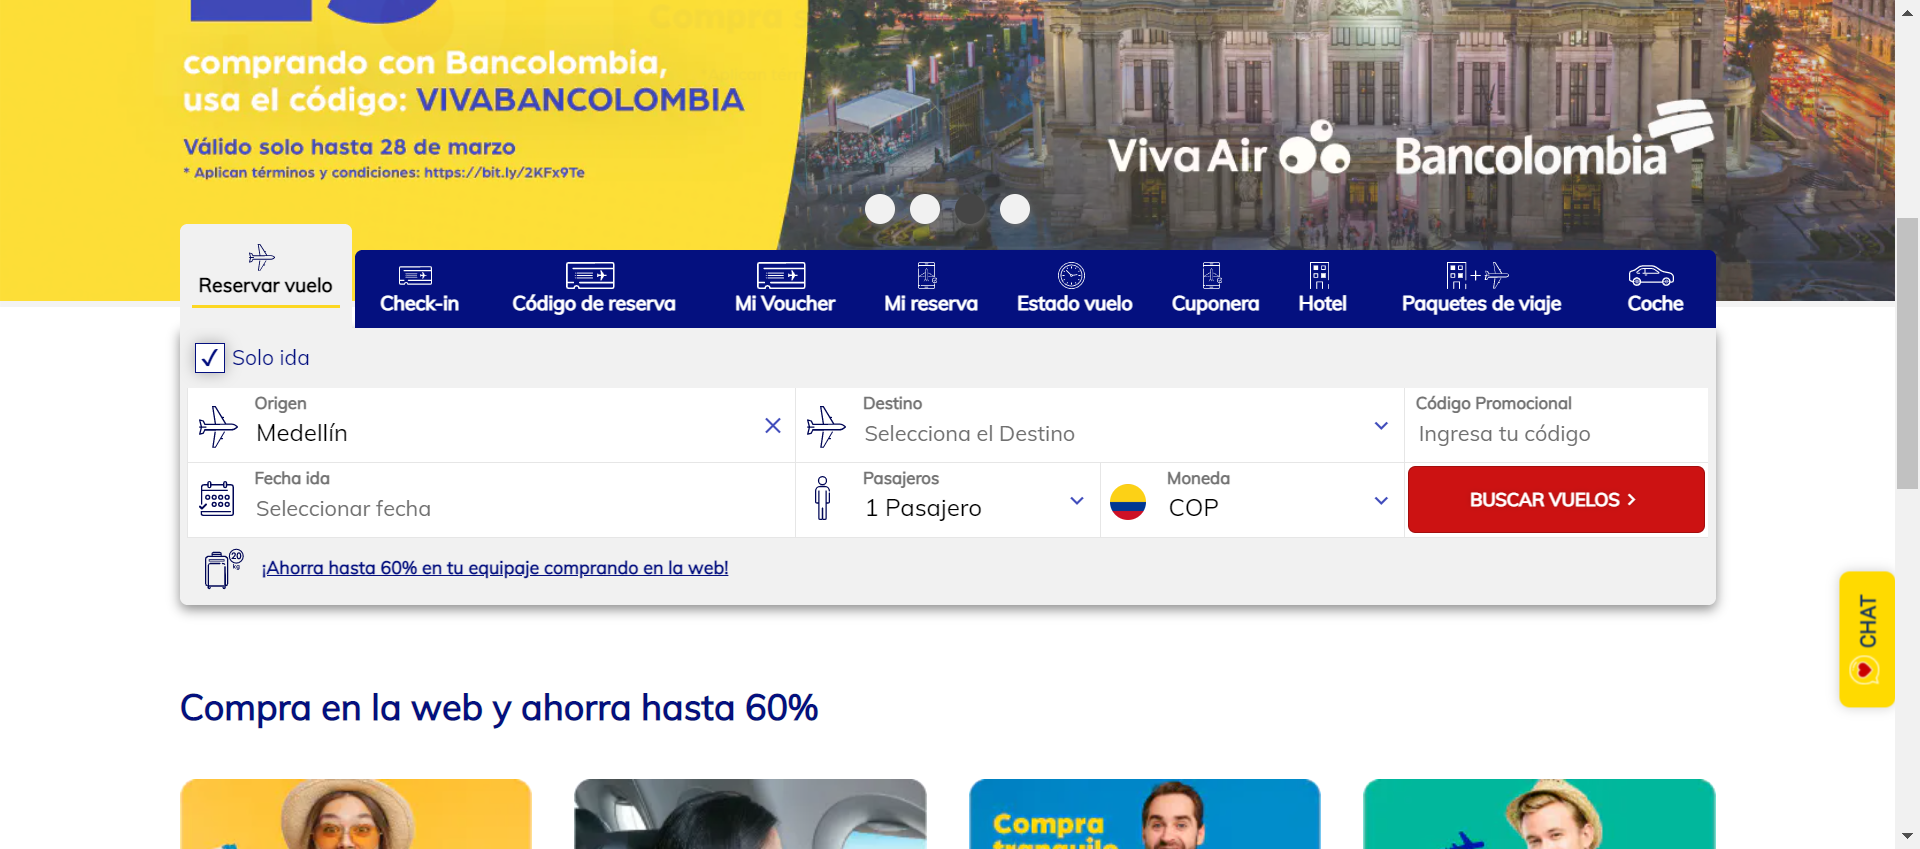 comprando con Bancolombia,
usa el código: VIVABANCOLOMBIA
Válido solo hasta 28 de marzo
* Aplican términos y condiciones: https://bit.ly/2KFx9Te
Viva Air Bancolombia
Reservar vuelo
Check-in
Código de reserva
Mi Voucher
Mi reserva
Estado vuelo
Cuponera
Hotel
Paquetes de viaje
Coche
Solo ida
Origen
Medellín
Destino
Selecciona el Destino
Código Promocional
Ingresa tu código
Fecha ida
Seleccionar fecha
Pasajeros
1 Pasajero
Moneda
COP
BUSCAR VUELOS
20
kg
¡Ahorra hasta 60% en tu equipaje comprando en la web!
CHAT
Compra en la web y ahorra hasta 60%
Compra
tranquilo